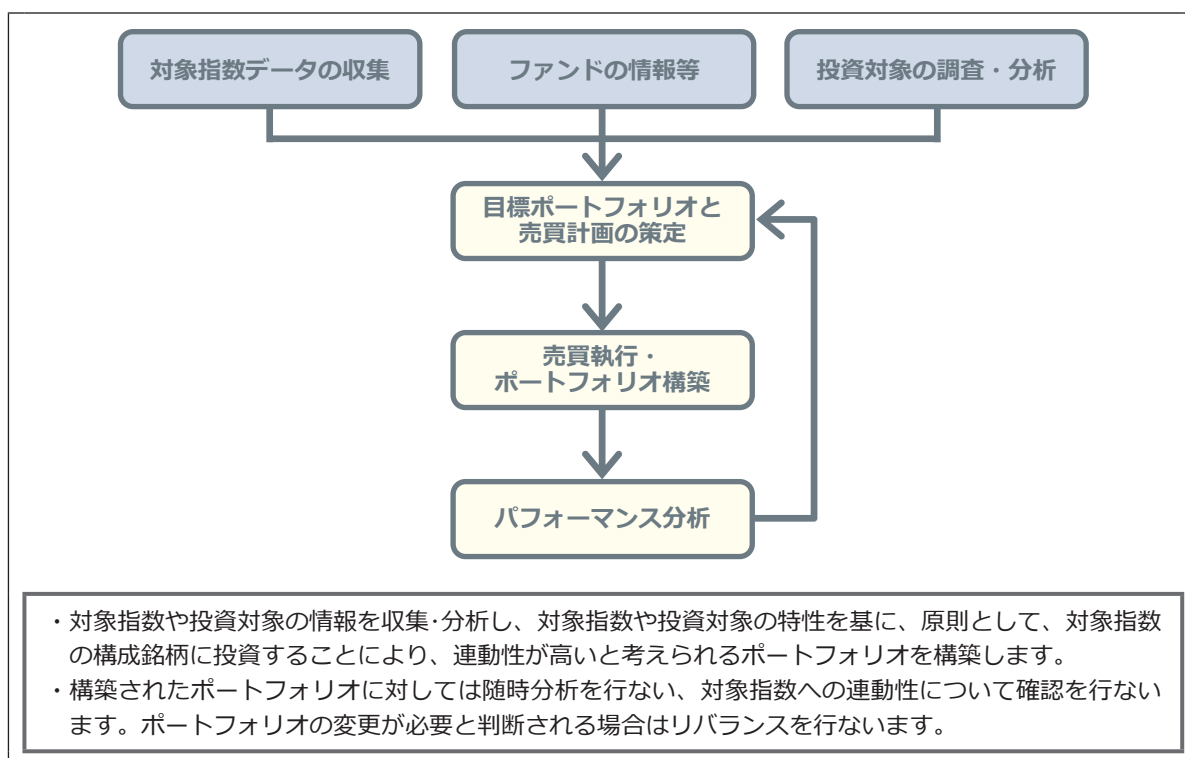 対象指数データの収集
ファンドの情報等
投資対象の調査・分析
目標ポートフォリオと
売買計画の策定
売買執行・
ポートフォリオ構築
パフォーマンス分析
・対象指数や投資対象の情報を収集・分析し、対象指数や投資対象の特性を基に、原則として、対象指数
の構成銘柄に投資することにより、連動性が高いと考えられるポートフォリオを構築します。
・構築されたポートフォリオに対しては随時分析を行ない、対象指数への連動性について確認を行ない
ます。ポートフォリオの変更が必要と判断される場合はリバランスを行ないます。